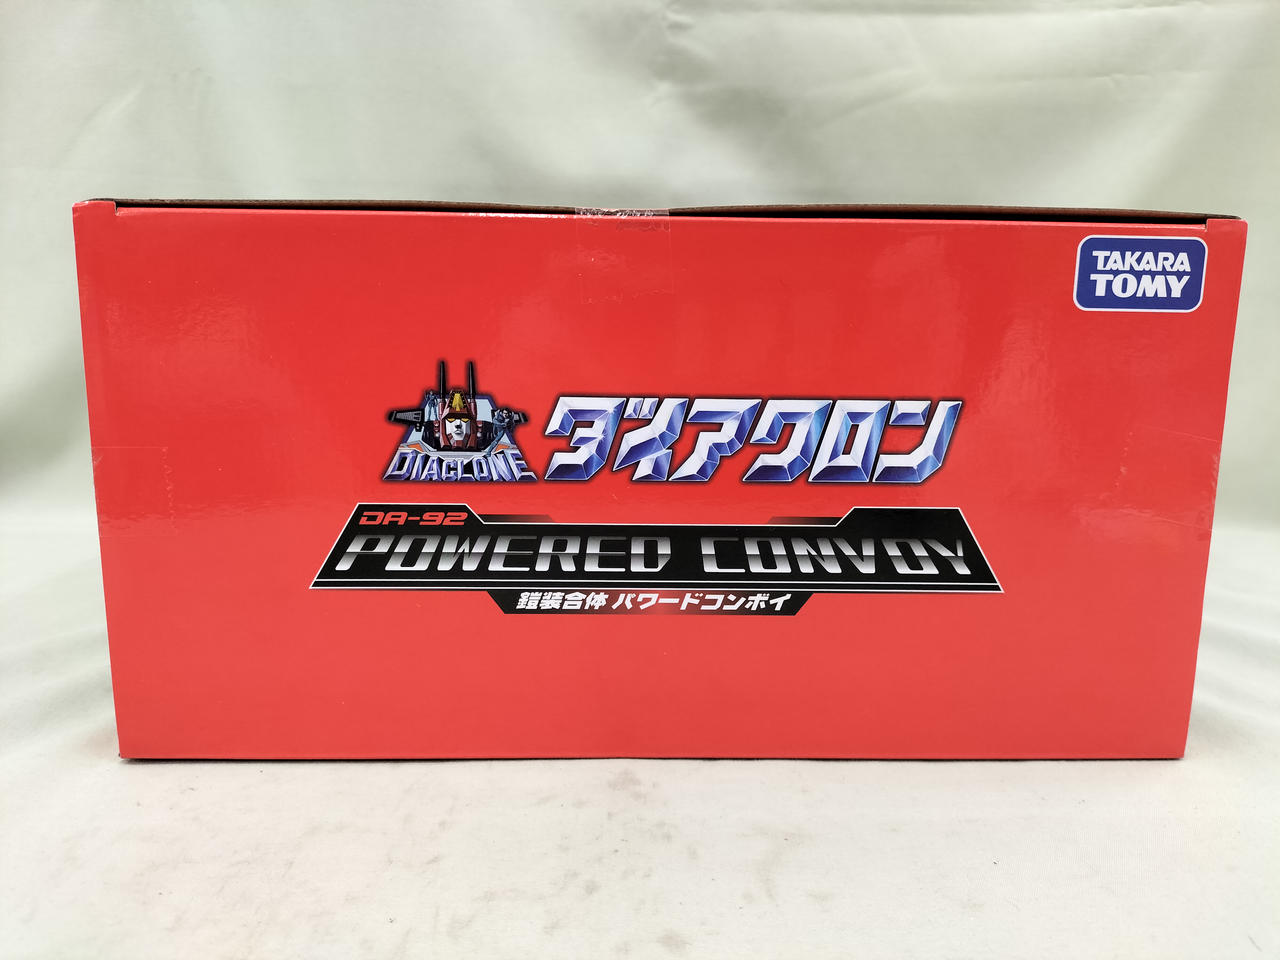 TAKARA
TOMY
DIACLONE
ダイアクロン
DA-92
POWERED CONVOY
鎧装合体 パワードコンボイ